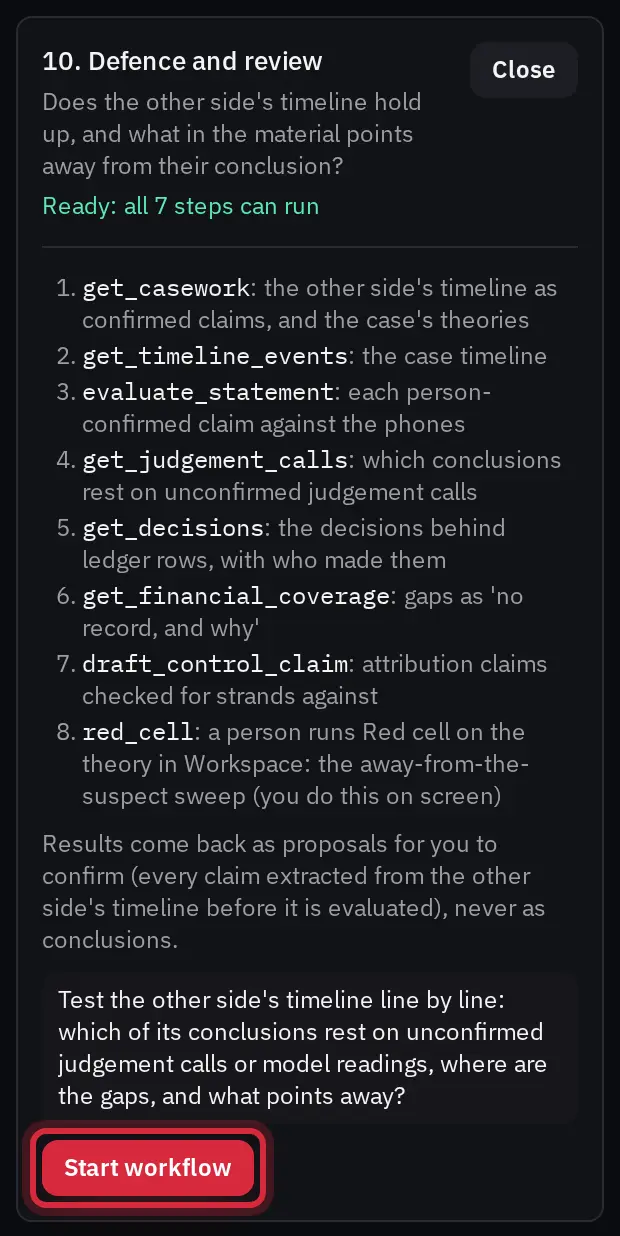 10. Defence and review
Close
Does the other side's timeline hold
up, and what in the material points
away from their conclusion?
Ready: all 7 steps can run
1. get_casework: the other side's timeline as
confirmed claims, and the case's theories
2. get_timeline_events: the case timeline
3. evaluate_statement: each person-
confirmed claim against the phones
4. get_judgement_calls: which conclusions
rest on unconfirmed judgement calls
5. get_decisions: the decisions behind
ledger rows, with who made them
6. get_financial_coverage: gaps as 'no
record, and why'
7. draft_control_claim: attribution claims
checked for strands against
8. red_cell: a person runs Red cell on the
theory in Workspace: the away-from-the-
suspect sweep (you do this on screen)
Results come back as proposals for you to
confirm (every claim extracted from the other
side's timeline before it is evaluated), never as
conclusions.
Test the other side's timeline line by line:
which of its conclusions rest on unconfirmed
judgement calls or model readings, where are
the gaps, and what points away?
Start workflow